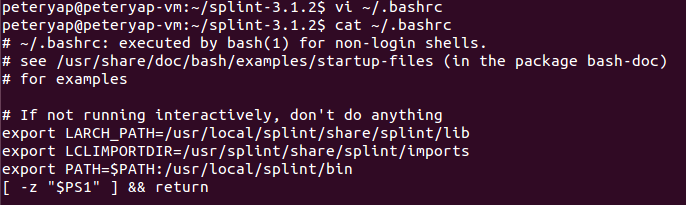 peteryap@peteryap-vm:~/splint-3.1.2$ vi ~/.bashrc
peteryap@peteryap-vm:~/splint-3.1.2$ cat ~/.bashrc
# ~/.bashrc: executed by bash(1) for non-login shells.
# see /usr/share/doc/bash/examples/startup-files (in the package bash-doc)
# for examples

# If not running interactively, don't do anything
export LARCH_PATH=/usr/local/splint/share/splint/lib
export LCLIMPORTDIR=/usr/splint/share/splint/imports
export PATH=$PATH:/usr/local/splint/bin
[ -z "$PS1" ] && return